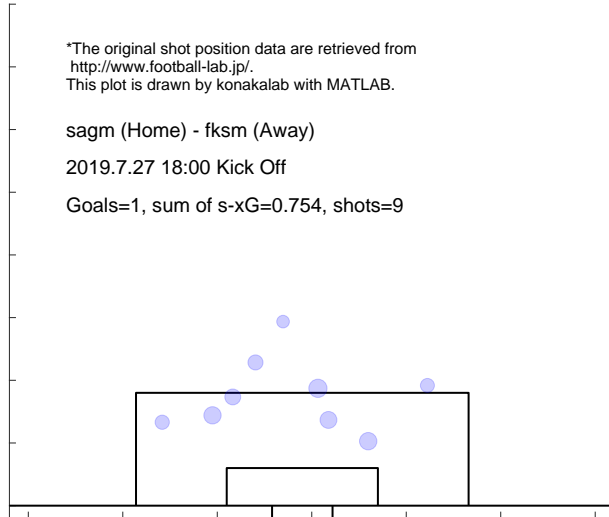 *The original shot position data are retrieved from
http://www.football-lab.jp/.
This plot is drawn by konakalab with MATLAB.
sagm (Home) - fksm (Away)
2019.7.27 18:00 Kick Off
Goals=1, sum of s-xG=0.754, shots=9